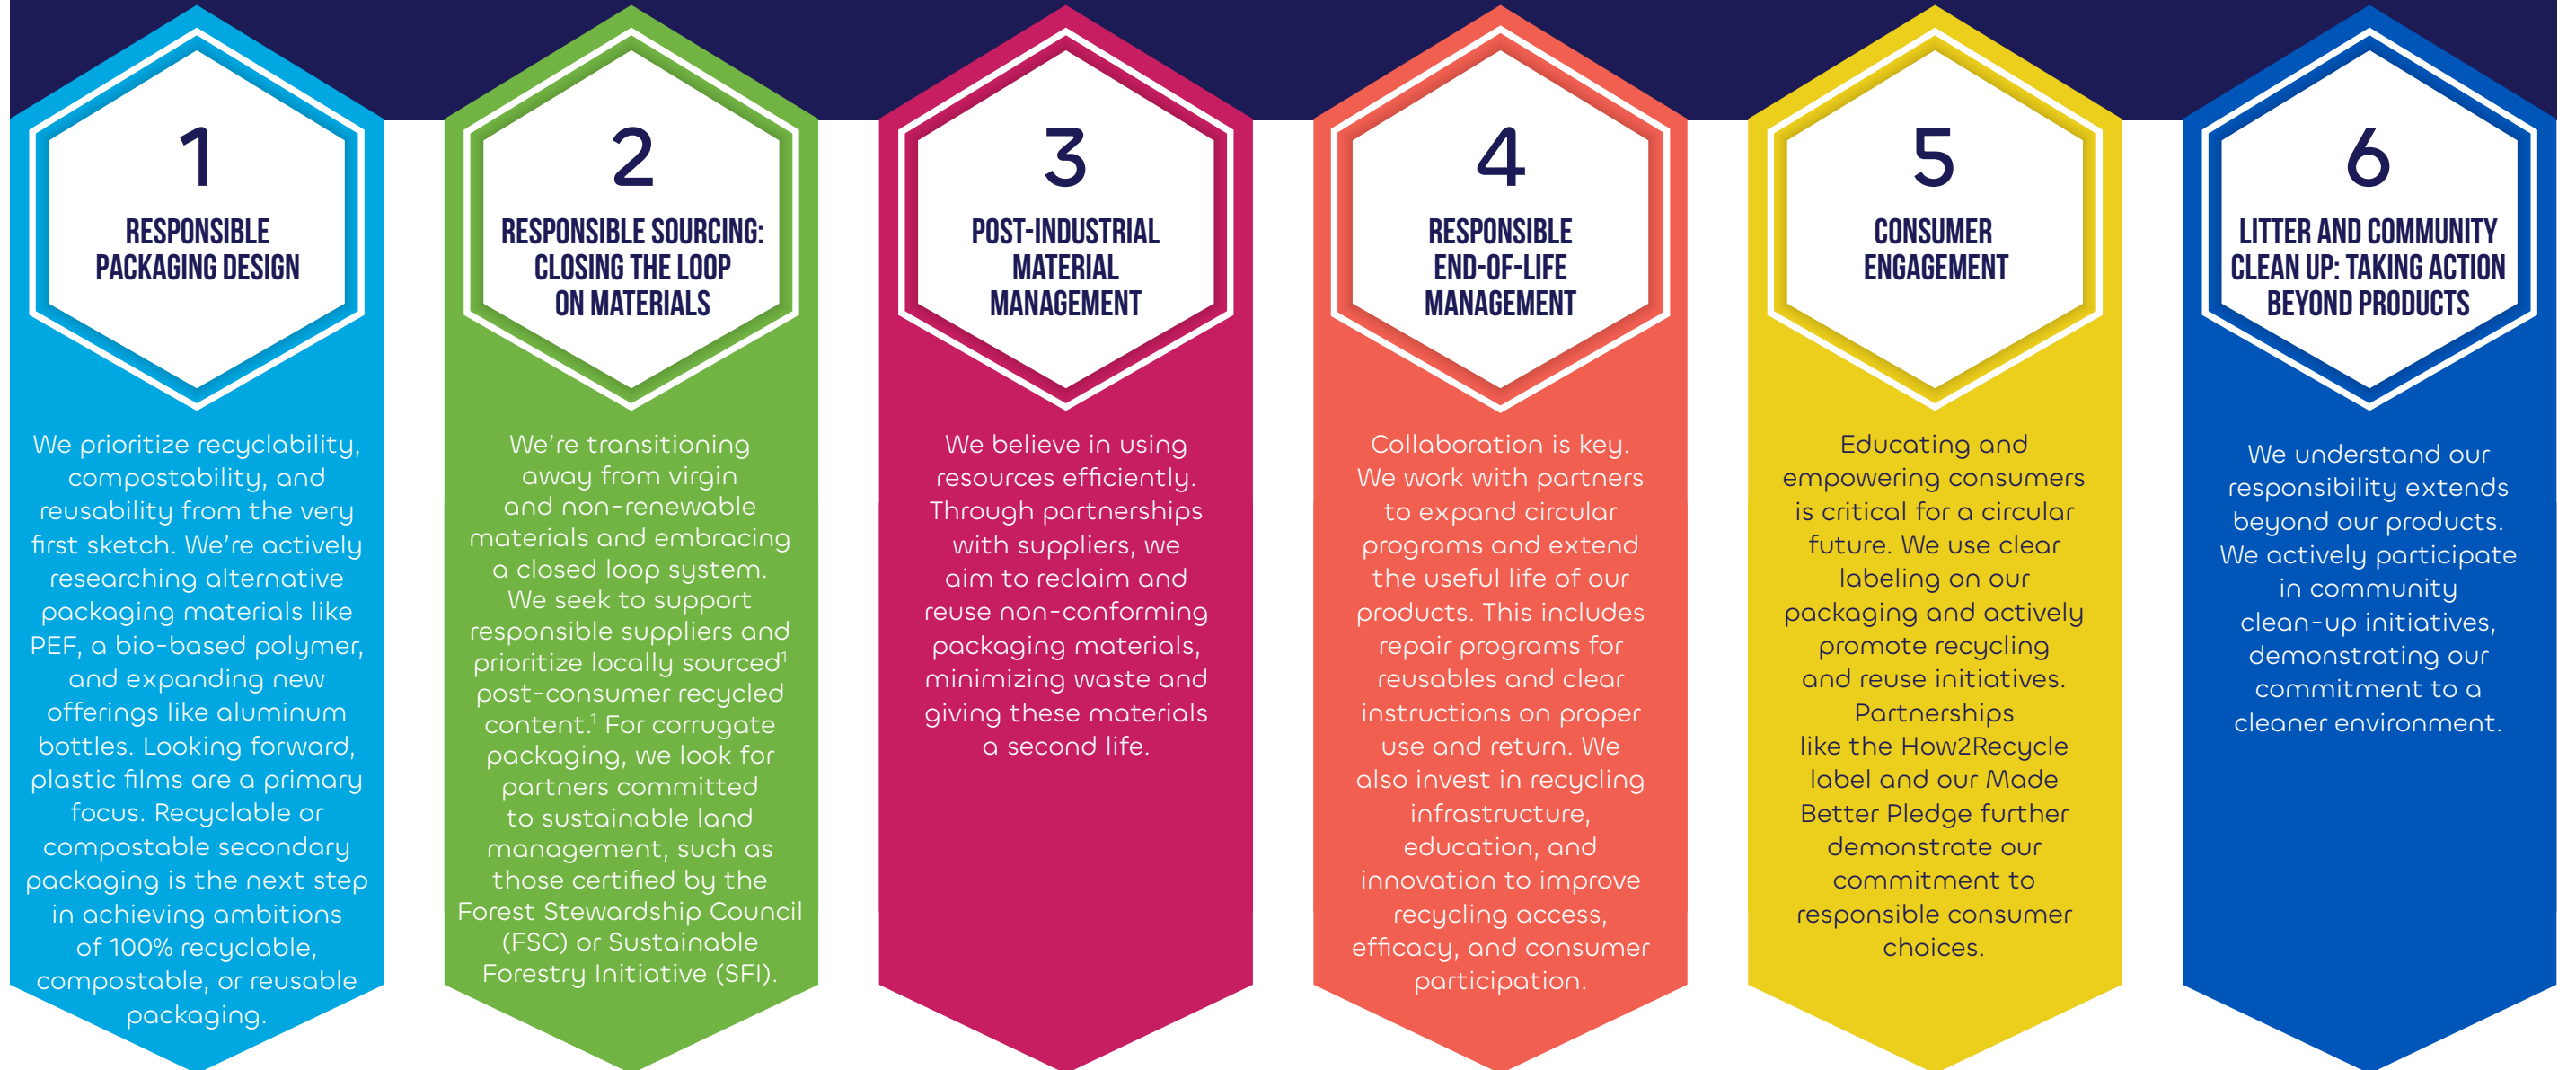 1
RESPONSIBLE
PACKAGING DESIGN
We prioritize recyclability,
compostability, and
reusability from the very
first sketch. We're actively
researching alternative
packaging materials like
PEF, a bio-based polymer,
and expanding new
offerings like aluminum
bottles. Looking forward,
plastic films are a primary
focus. Recyclable or
compostable secondary
packaging is the next step
in achieving ambitions
of 100% recyclable,
compostable, or reusable
packaging.
2
RESPONSIBLE SOURCING:
CLOSING THE LOOP
ON MATERIALS
We're transitioning
away from virgin
and non-renewable
materials and embracing
a closed loop system.
We seek to support
responsible suppliers and
prioritize locally sourced¹
post-consumer recycled
content.¹ For corrugate
packaging, we look for
partners committed
to sustainable land
management, such as
those certified by the
Forest Stewardship Council
(FSC) or Sustainable
Forestry Initiative (SFI).
3
POST-INDUSTRIAL
MATERIAL
MANAGEMENT
We believe in using
resources efficiently.
Through partnerships
with suppliers, we
aim to reclaim and
reuse non-conforming
packaging materials,
minimizing waste and
giving these materials
a second life.
4
RESPONSIBLE
END-OF-LIFE
MANAGEMENT
Collaboration is key.
We work with partners
to expand circular
programs and extend
the useful life of our
products. This includes
repair programs for
reusables and clear
instructions on proper
use and return. We
also invest in recycling
infrastructure,
education, and
innovation to improve
recycling access,
efficacy, and consumer
participation.
5
CONSUMER
ENGAGEMENT
Educating and
empowering consumers
is critical for a circular
future. We use clear
labeling on our
packaging and actively
promote recycling
and reuse initiatives.
Partnerships
like the How2Recycle
label and our Made
Better Pledge further
demonstrate our
commitment to
responsible consumer
choices.
6
LITTER AND COMMUNITY
CLEAN UP: TAKING ACTION
BEYOND PRODUCTS
We understand our
responsibility extends
beyond our products.
We actively participate
in community
clean-up initiatives,
demonstrating our
commitment to a
cleaner environment.